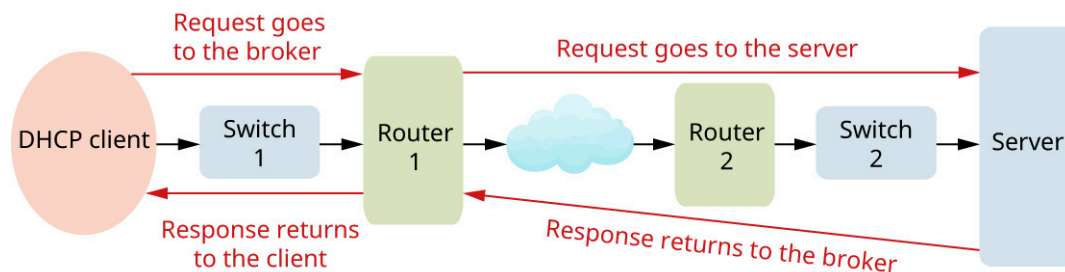 Request goes
to the broker
Request goes to the server
DHCP client
Switch
1
Router
1
Router
2
Switch
2
Server
Response returns
to the client
Response returns to the broker